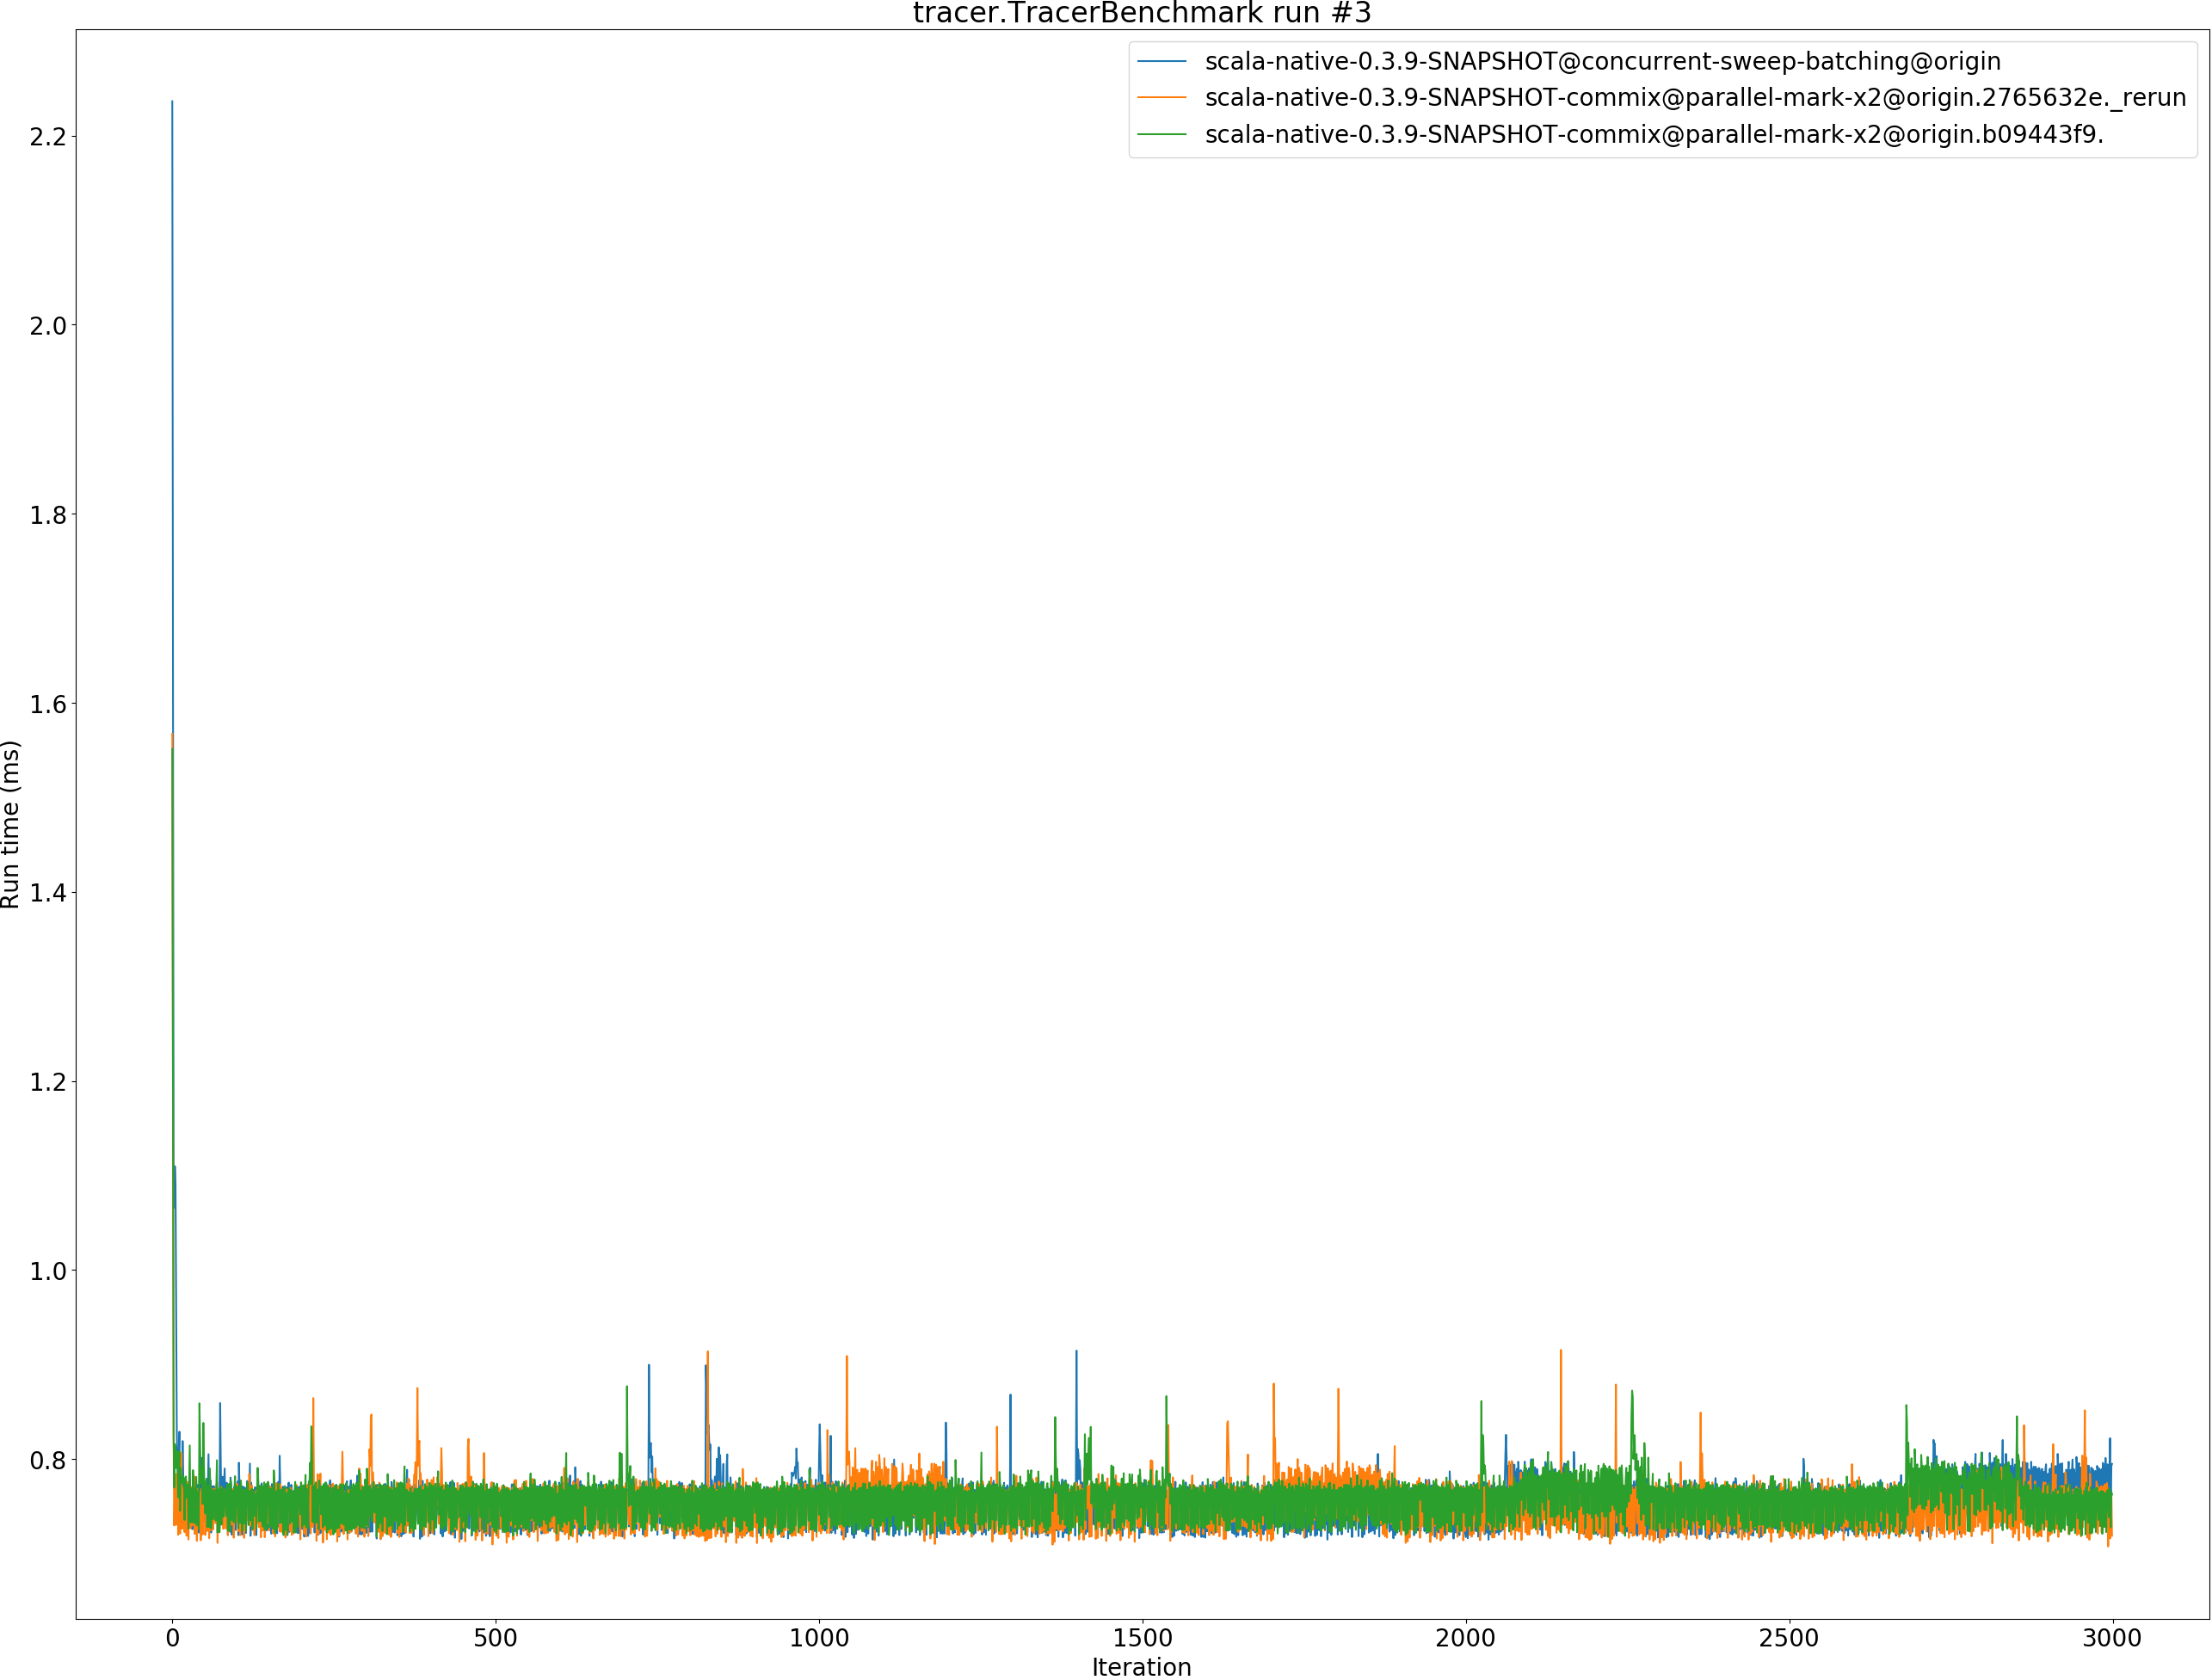 tracer.TracerBenchmark run #3
scala-native-0.3.9-SNAPSHOT@concurrent-sweep-batching@origin
scala-native-0.3.9-SNAPSHOT-commix@parallel-mark-x2@origin.2765632e._rerun
scala-native-0.3.9-SNAPSHOT-commix@parallel-mark-x2@origin.b09443f9.
2.2
2.0
1.8
1.6
1.4
1.2
1.0
0.8
Run time (ms)
0 500 1000 1500 2000 2500 3000
Iteration